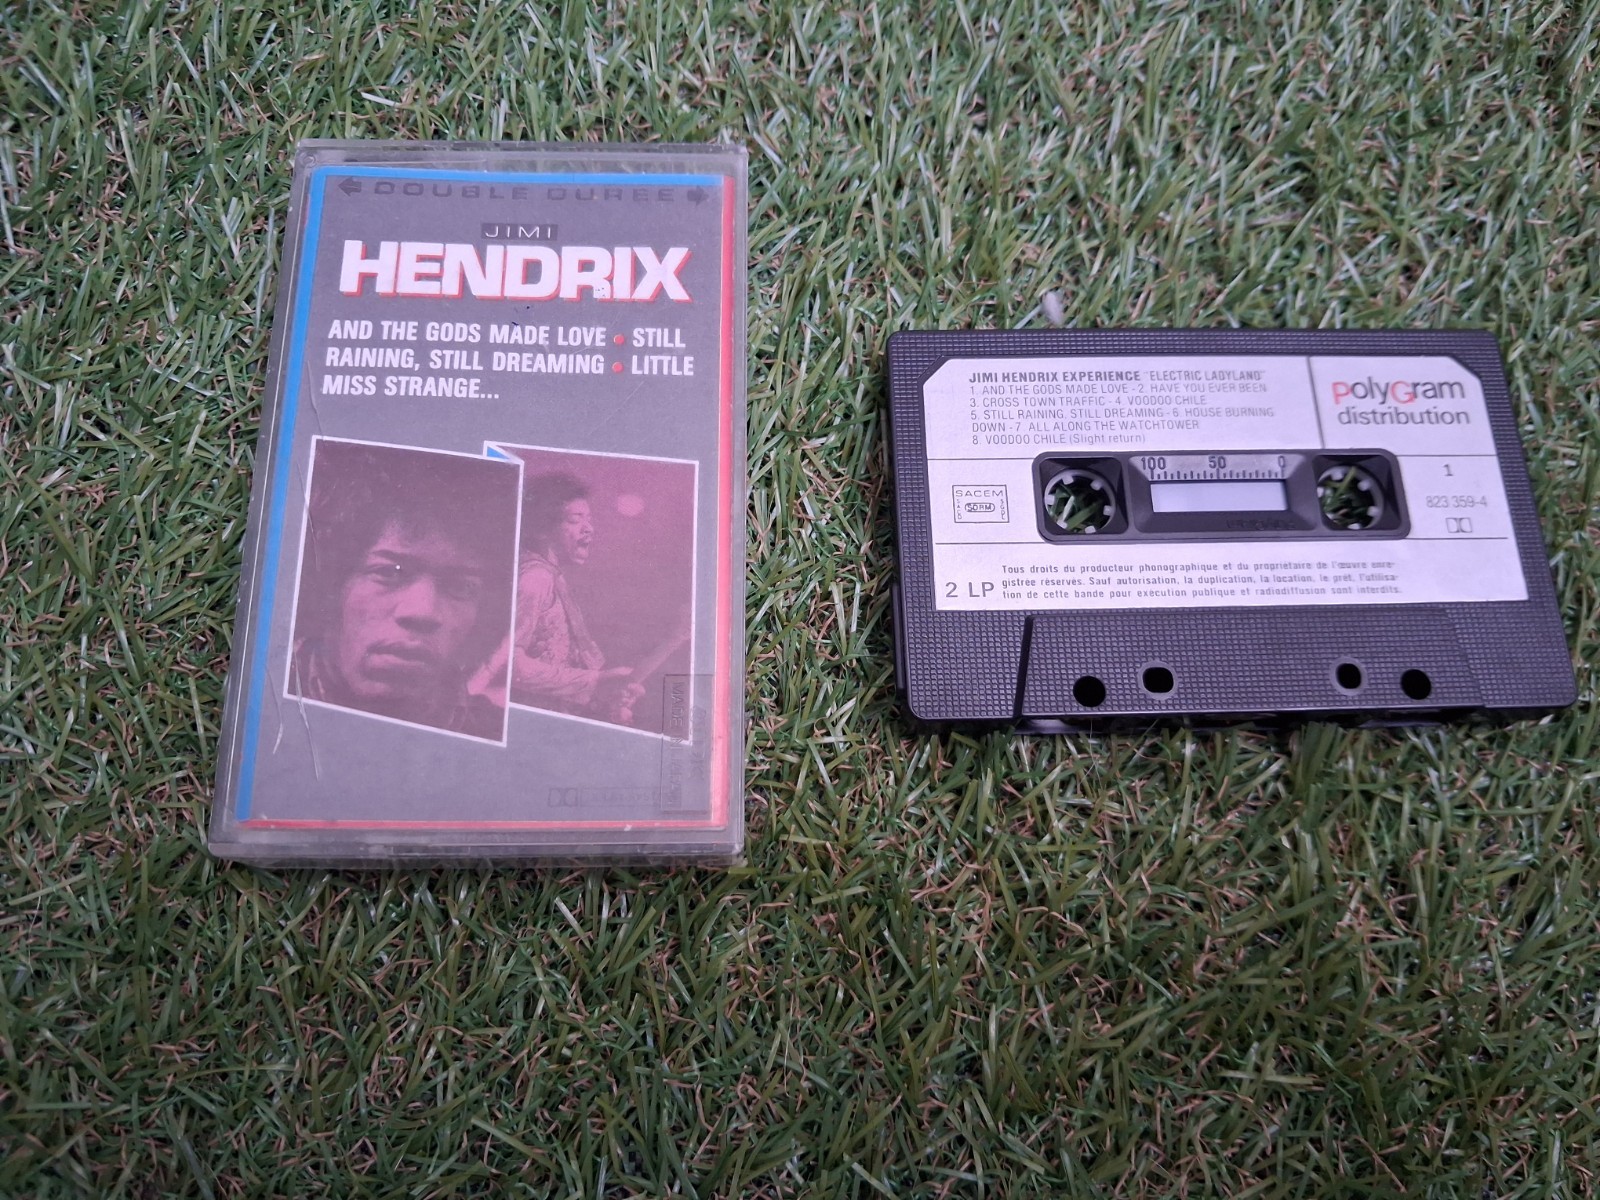 DOUBLE DUREE
JIMI
HENDRIX
AND THE GODS MADE LOVE • STILL
RAINING, STILL DREAMING • LITTLE
MISS STRANGE...
JIMI HENDRIX EXPERIENCE "ELECTRIC LADYLAND"
1. AND THE GODS MADE LOVE - 2. HAVE YOU EVER BEEN
3. CROSS TOWN TRAFFIC - 4. VOODOO CHILE
5. STILL RAINING, STILL DREAMING - 6. HOUSE BURNING
DOWN - 7. ALL ALONG THE WATCHTOWER
8. VOODOO CHILE (Slight return)
PolyGram
distribution
100 50 0
1
SACEM
SDRM
823 359-4
2 LP
Tous droits du producteur phonographique et du propriétaire de l'œuvre enre-
gistrée réservés. Sauf autorisation, la duplication, la location, le prêt, l'utilisa-
tion de cette bande pour exécution publique et radiodiffusion sont interdits.